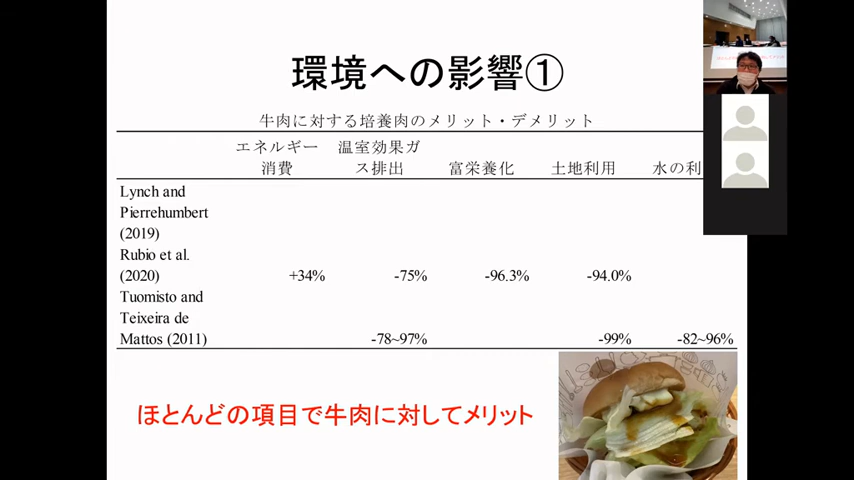 環境への影響①
牛肉に対する培養肉のメリット・デメリット
エネルギー消費 温室効果ガス排出 富栄養化 土地利用 水の利
Lynch and
Pierrehumbert
(2019)
Rubio et al.
(2020) +34% -75% -96.3% -94.0%
Tuomisto and
Teixeira de
Mattos (2011) -78~97% -99% -82~96%
ほとんどの項目で牛肉に対してメリット